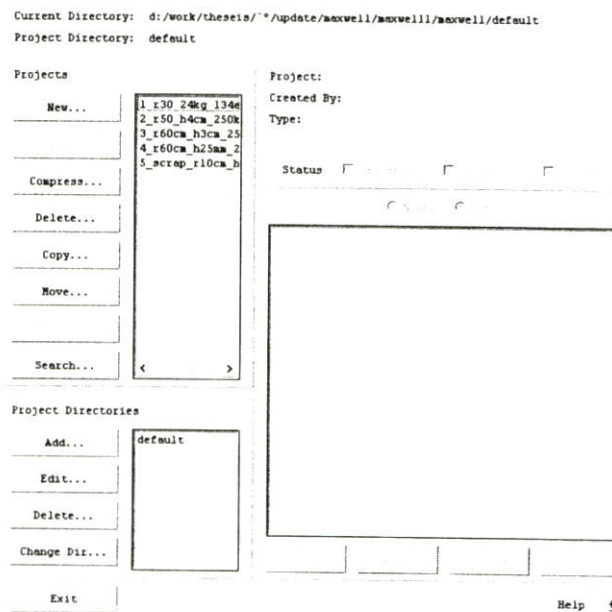 Current Directory: d:/work/theseis/¨°/update/maxwell/maxwelll/maxwell/default
Project Directory: default
Projects
New...
Compress...
Delete...
Copy...
Move...
Search...
1_r30_24kg_134e
2_r50_h4cm_250k
3_r60cm_h3cm_25
4_r60cm_h25mm_2
5_scrap_r10cm_h
< >
Project:
Created By:
Type:
Status
Project Directories
Add...
Edit...
Delete...
Change Dir...
default
Exit
Help